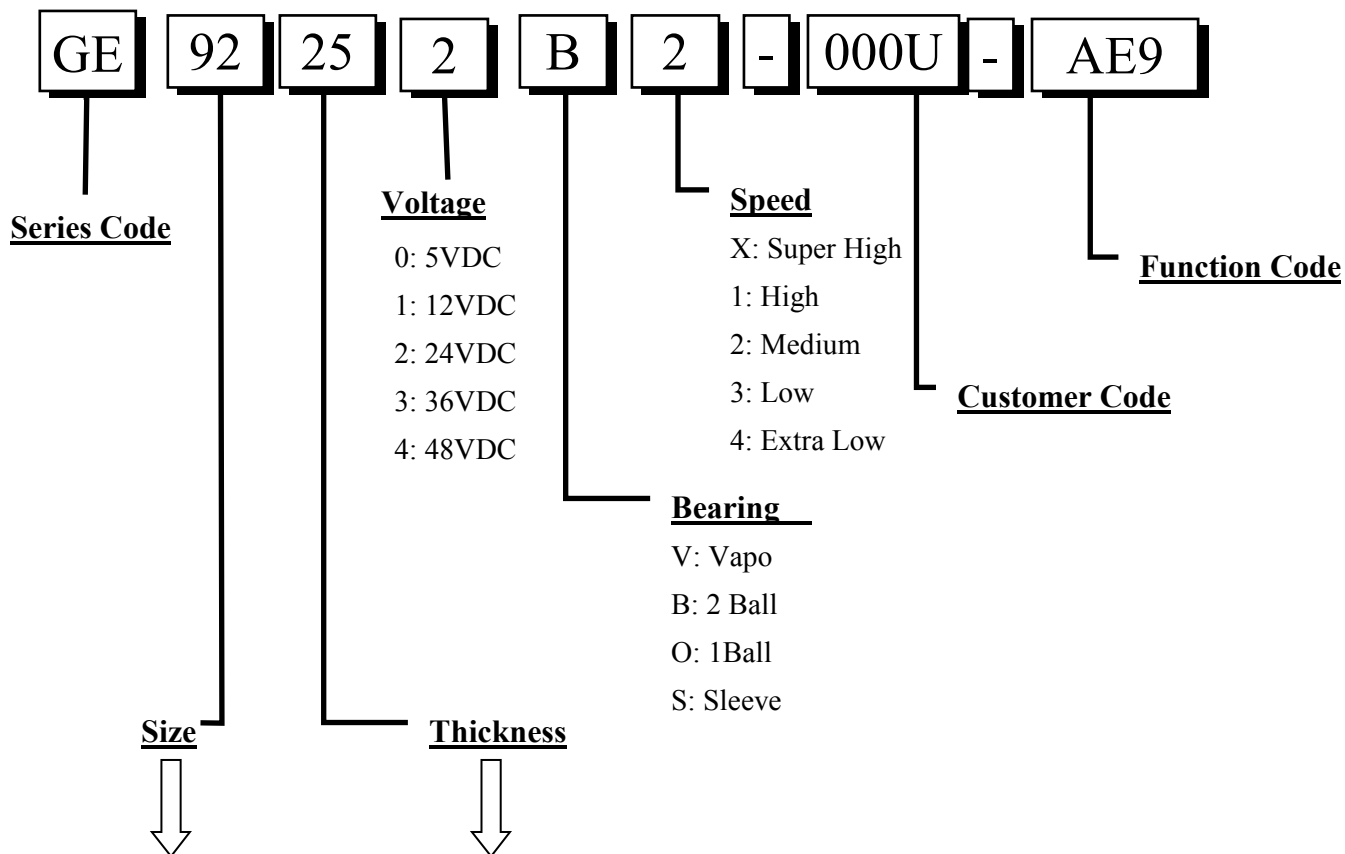 GE 92 25 2 B 2 - 000U - AE9
Series Code
Voltage
0: 5VDC
1: 12VDC
2: 24VDC
3: 36VDC
4: 48VDC
Speed
X: Super High
1: High
2: Medium
3: Low
4: Extra Low
Function Code
Customer Code
Bearing
V: Vapo
B: 2 Ball
O: 1Ball
S: Sleeve
Size
Thickness